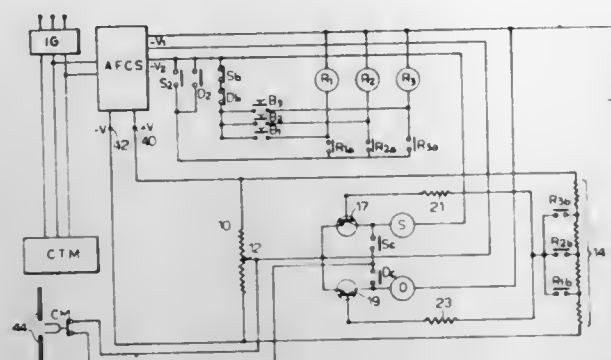 IG
AFCS
-V1
-V2
S2
D2
Sb
Db
B3
B2
B1
R1
R2
R3
R1a
R2a
R3a
-V
+V
42
40
10
12
17
21
Sc
S
Dc
19
23
R3b
R2b
R1b
14
CTM
CM
44